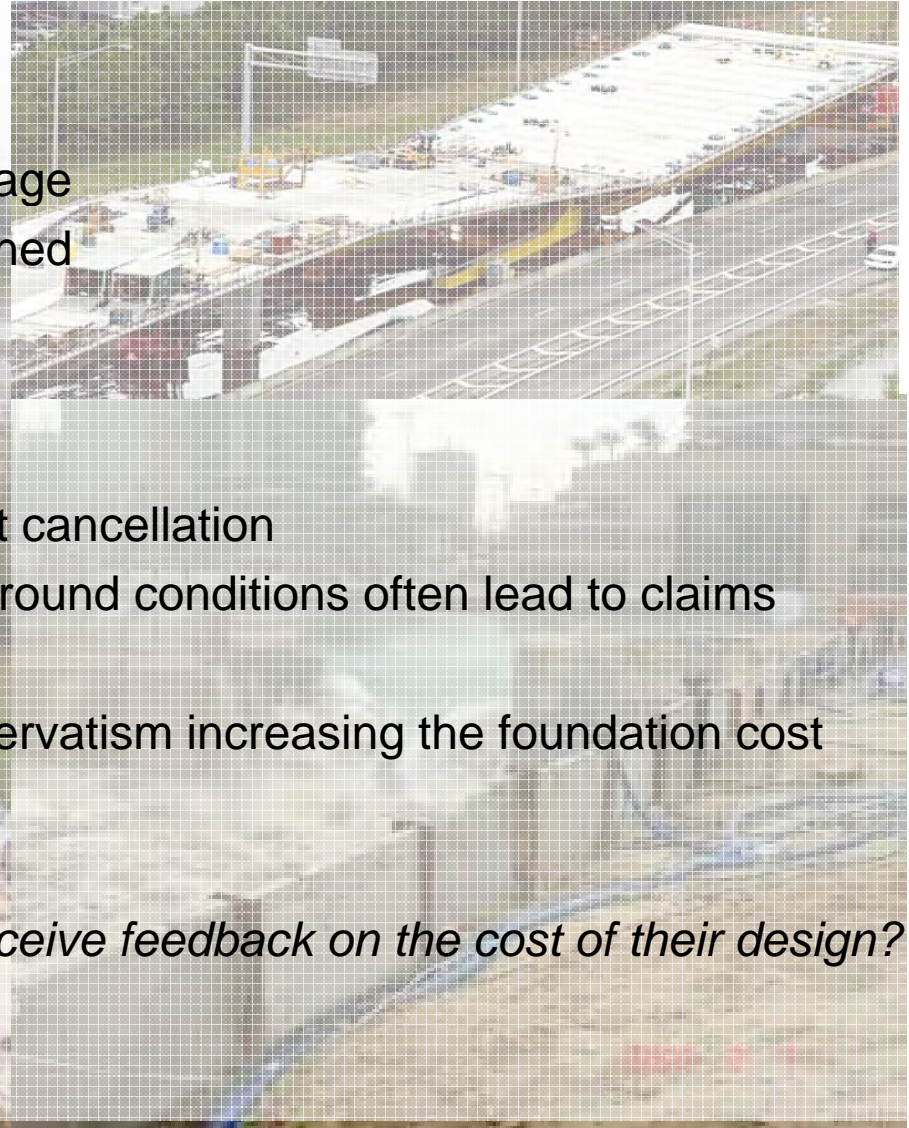 age
ned
t cancellation
round conditions often lead to claims
ervatism increasing the foundation cost
ceive feedback on the cost of their design?